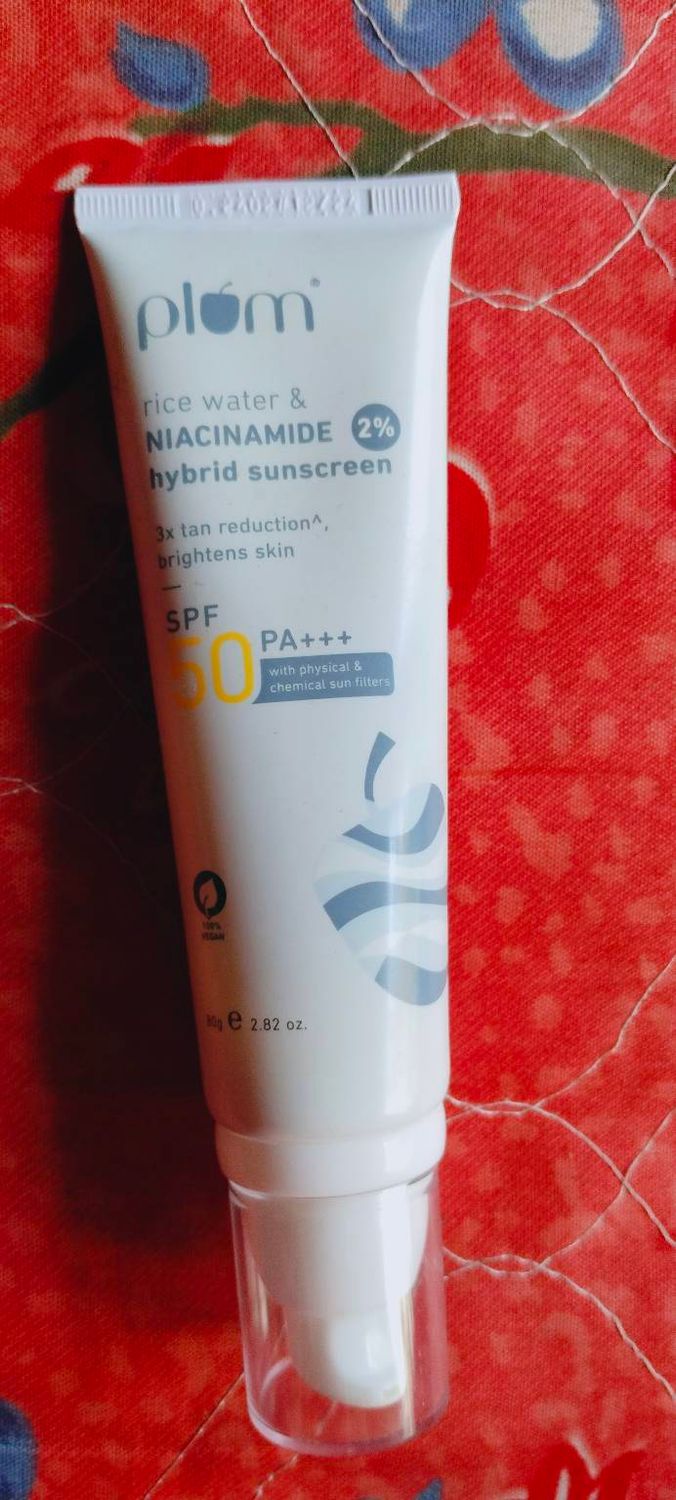 plum®
rice water &
NIACINAMIDE 2%
hybrid sunscreen
3x tan reduction^,
brightens skin
SPF
50 PA+++
with physical &
chemical sun filters
100%
VEGAN
80g e 2.82 oz.